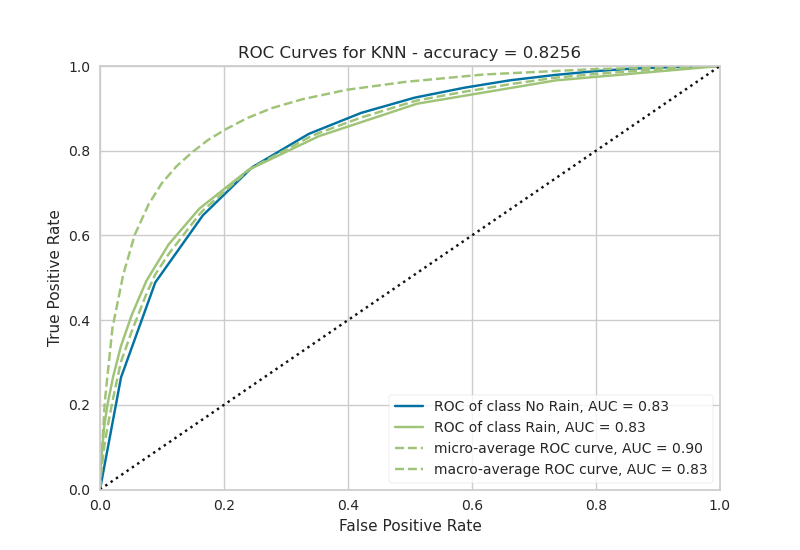 ROC Curves for KNN - accuracy = 0.8256
1.0
0.8
0.6
0.4
0.2
0.0
True Positive Rate
0.0 0.2 0.4 0.6 0.8 1.0
False Positive Rate
ROC of class No Rain, AUC = 0.83
ROC of class Rain, AUC = 0.83
micro-average ROC curve, AUC = 0.90
macro-average ROC curve, AUC = 0.83